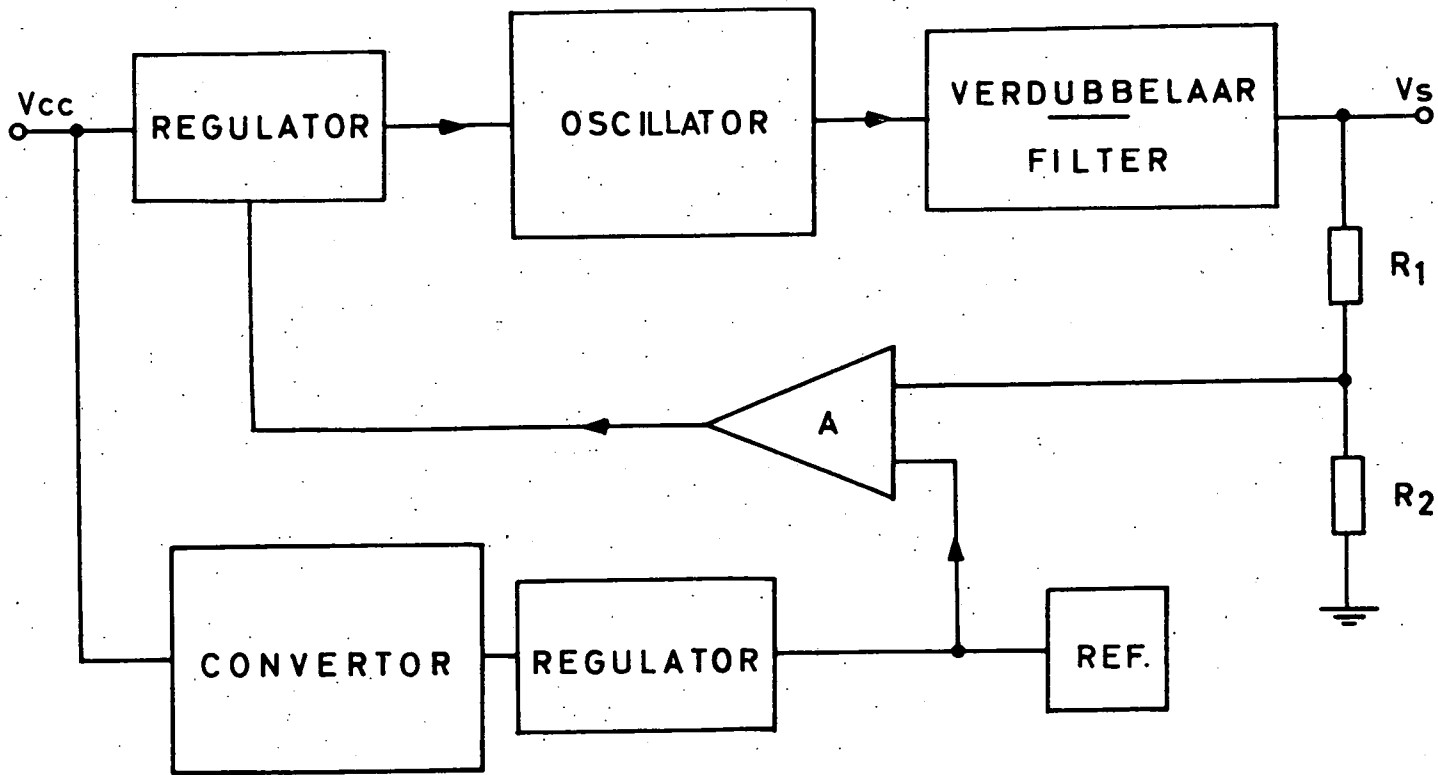 Vcc
REGULATOR
OSCILLATOR
VERDUBBELAAR
FILTER
Vs
R1
A
R2
CONVERTOR
REGULATOR
REF.